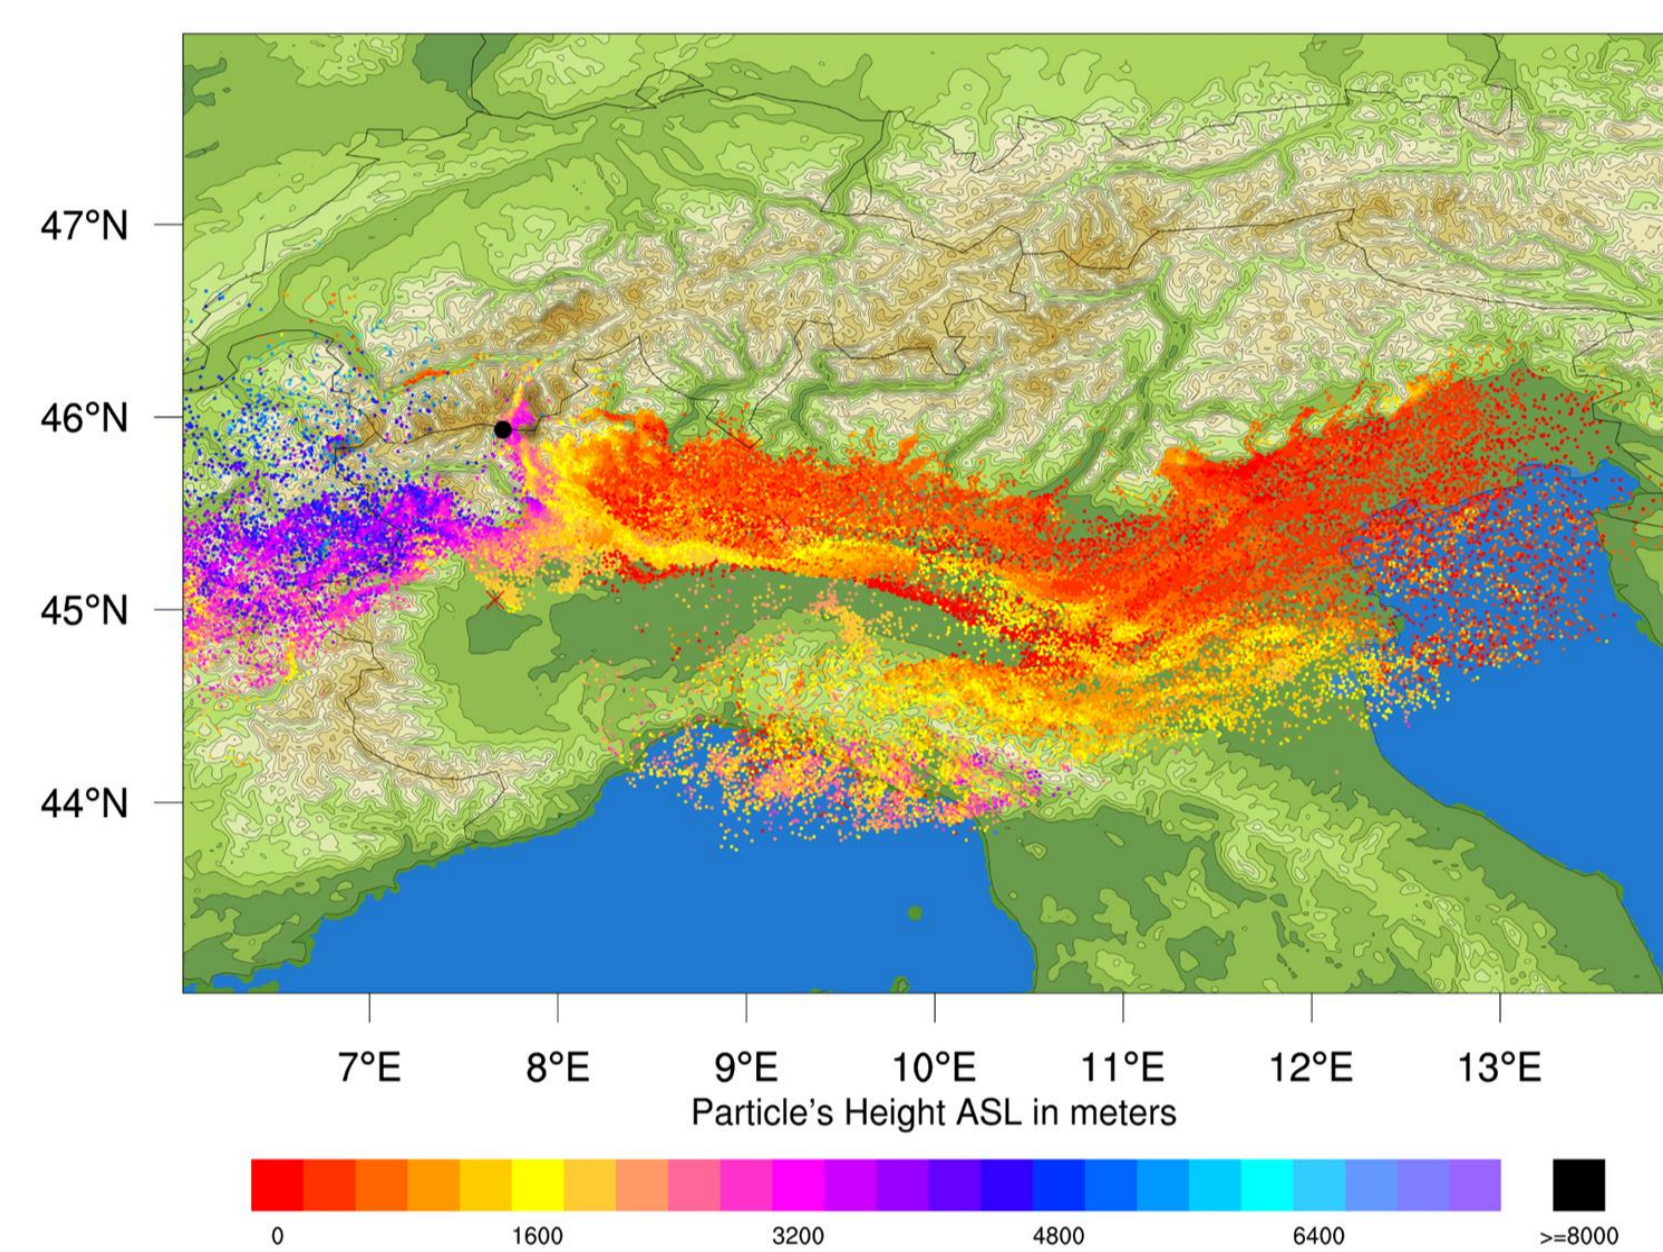 47°N
46°N
45°N
44°N
7°E 8°E 9°E 10°E 11°E 12°E 13°E
Particle's Height ASL in meters
0 1600 3200 4800 6400 >=8000